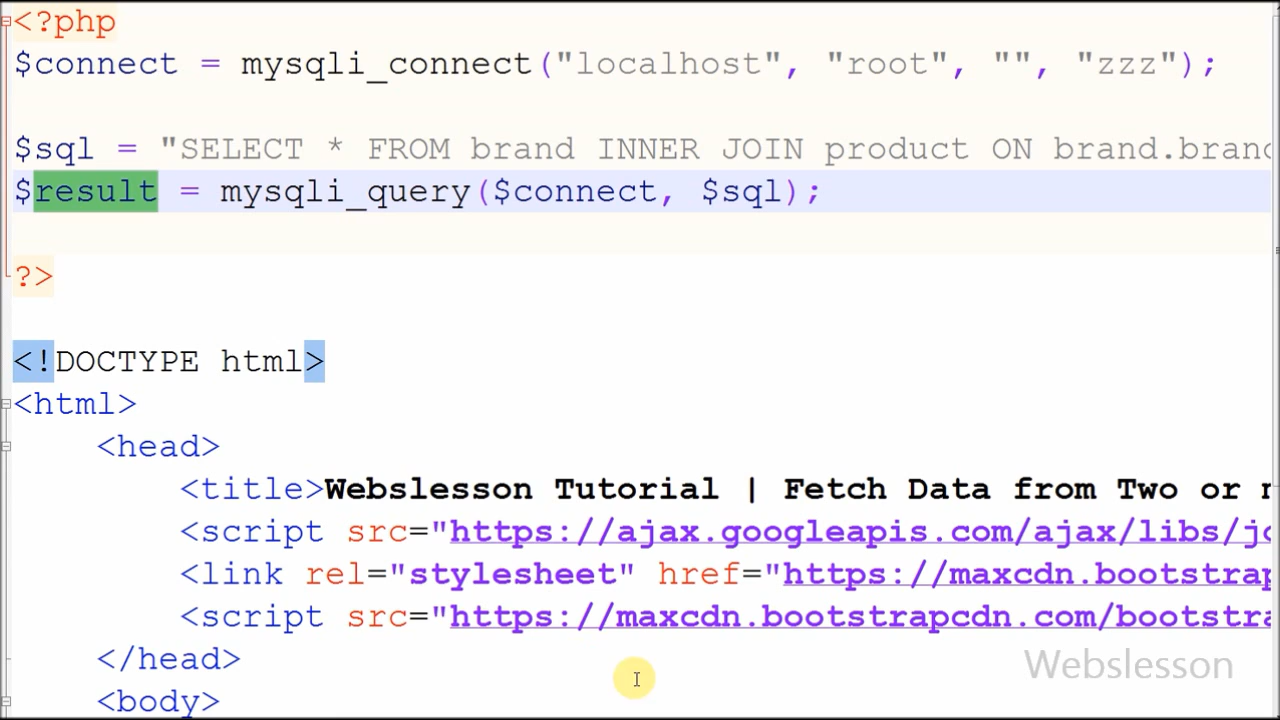 <?php
$connect = mysqli_connect("localhost", "root", "", "zzz");
$sql = "SELECT * FROM brand INNER JOIN product ON
$result = mysqli_query($connect, $sql);
?>
<!DOCTYPE html>
<html>
<head>
<title>Webslesson Tutorial | Fetch Data from Two or
<script src="https://ajax.googleapis.com/ajax/libs/
<link rel="stylesheet" href="https://maxcdn.bootstrap
<script src="https://maxcdn.bootstrapcdn.com/bootstra
</head>
<body>
Webslesson